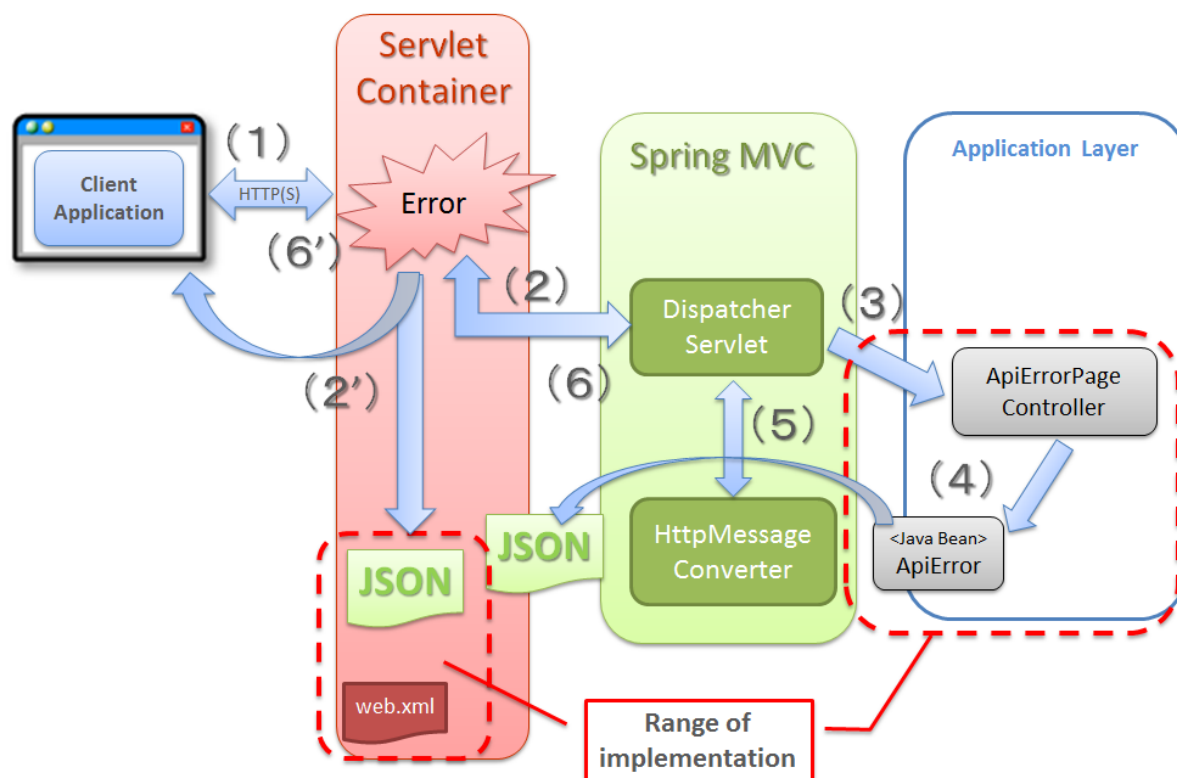 Servlet
Container
Client
Application
(1)
HTTP(S)
Error
(6')
Spring MVC
Application Layer
(2)
Dispatcher
Servlet
(3)
(2')
(6)
ApiErrorPage
Controller
(5)
(4)
JSON
JSON
HttpMessage
Converter
<Java Bean>
ApiError
web.xml
Range of
implementation